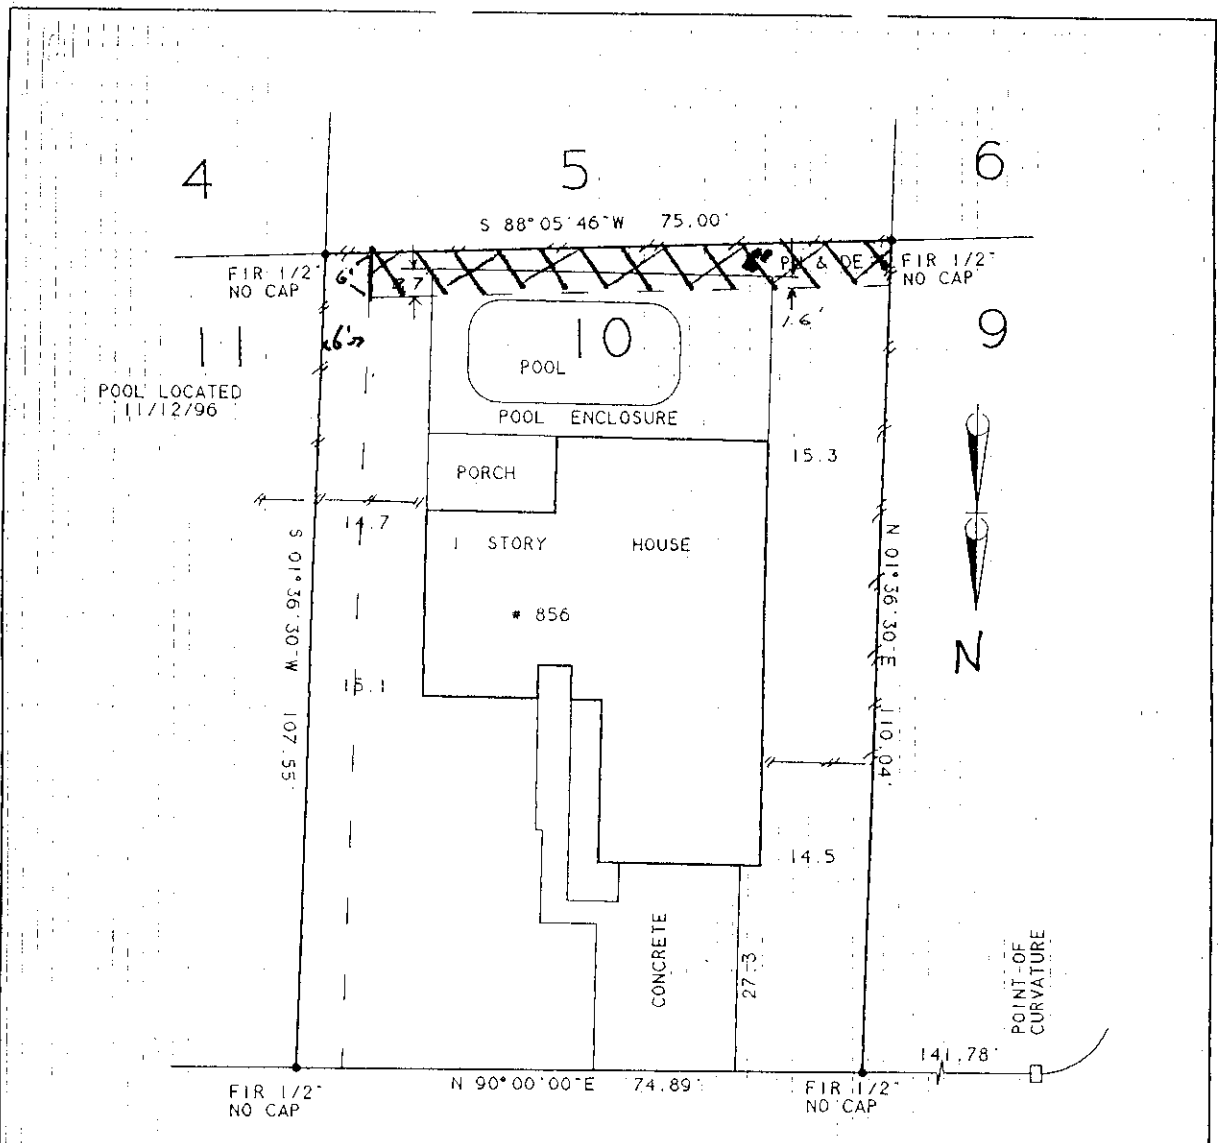 4
5
6
S 88°05'46"W 75.00'
FIR 1/2"
NO CAP
6'
& DE
FIR 1/2"
NO CAP
1.6'
11
6'
10
9
POOL
POOL LOCATED
11/12/96
POOL ENCLOSURE
15.3
PORCH
14.7
1 STORY HOUSE
# 856
S 01°36'30"W 107.55'
N 01°36'30"E 110.04'
N
15.1
14.5
CONCRETE
27.3
POINT OF
CURVATURE
141.78'
N 90°00'00"E 74.89'
FIR 1/2"
NO CAP
FIR 1/2"
NO CAP